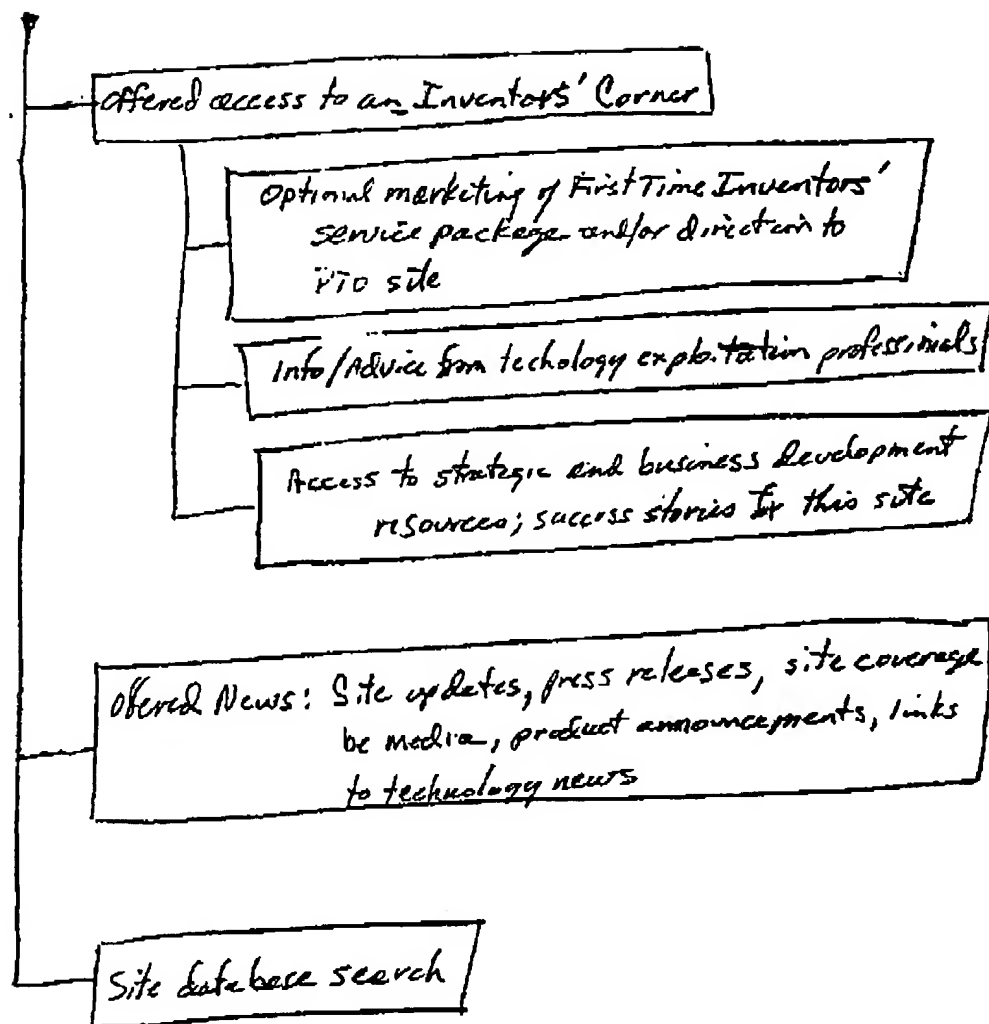 Offered access to an Inventors' Corner
Optional marketing of First Time Inventors'
service package and/or direction to
PTO site
Info/Advice from techology exploitation professionals
Access to strategic and business development
resources; success stories for this site
Offered News: Site updates, press releases, site coverage
be media, product announcements, links
to technology news
Site database search